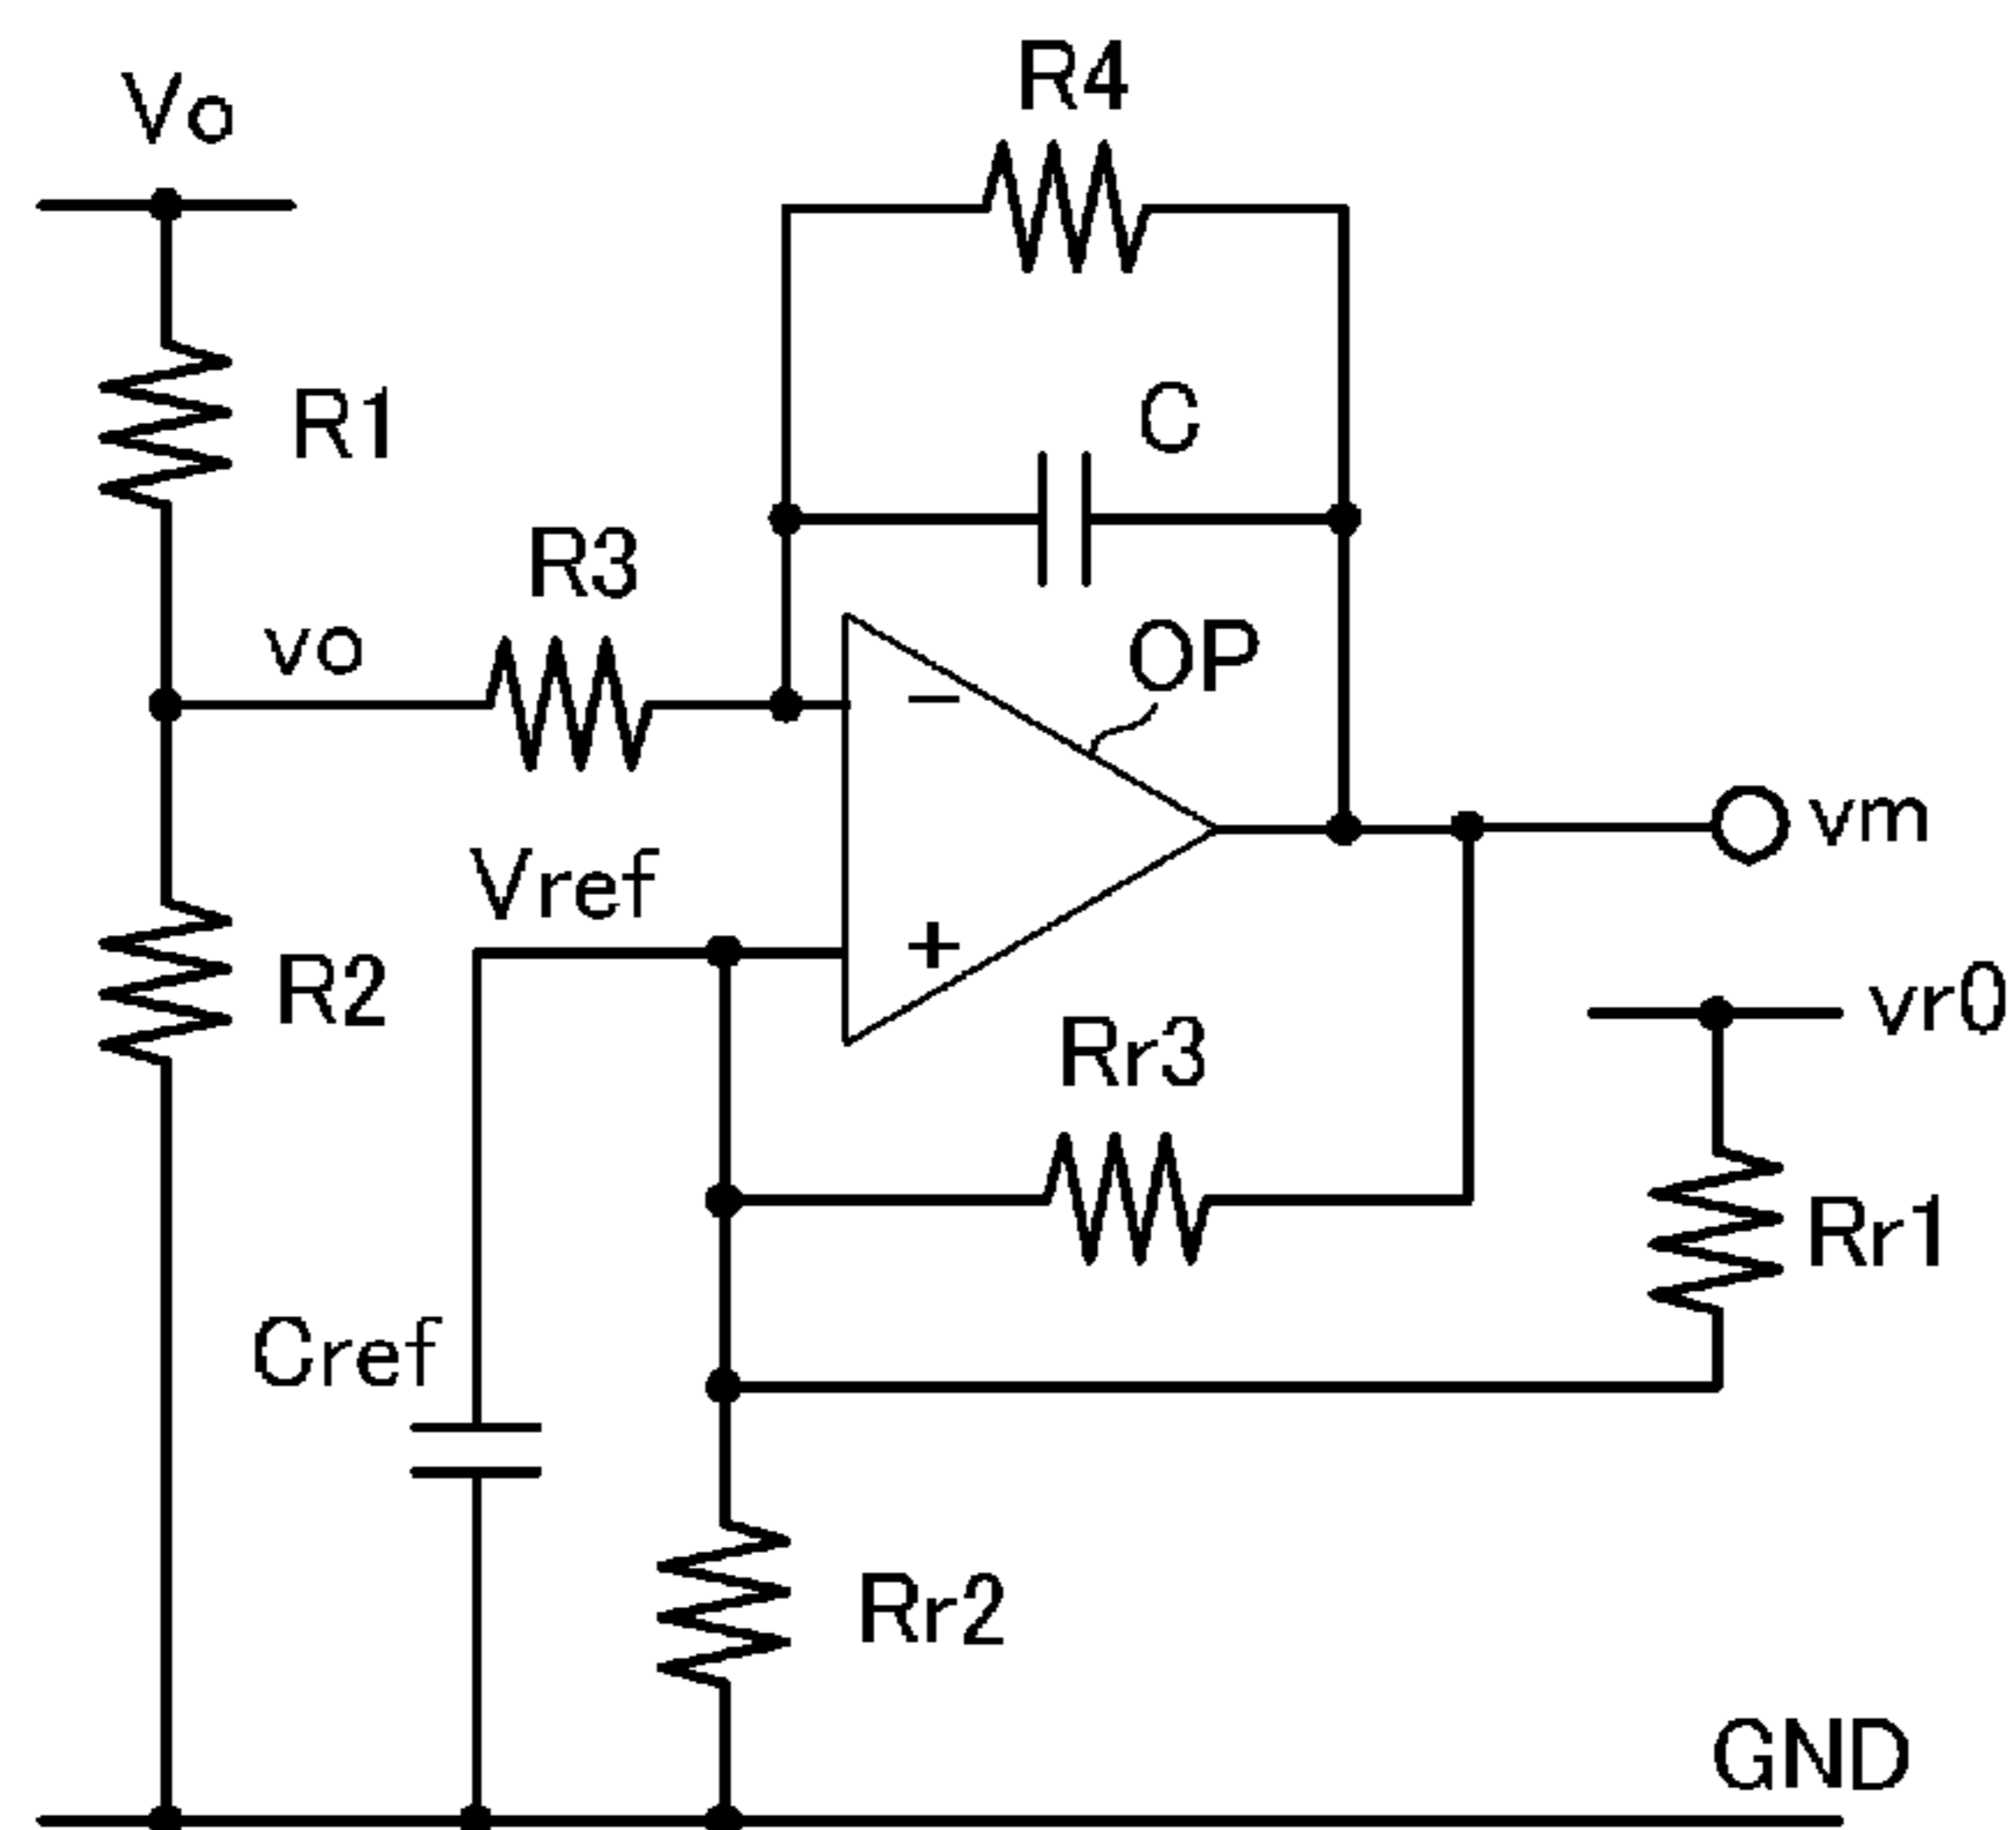 R4
Vo
C
R1
R3
OP
vo
vm
Vref
−
+
R2
vr0
Rr3
Rr1
Cref
Rr2
GND